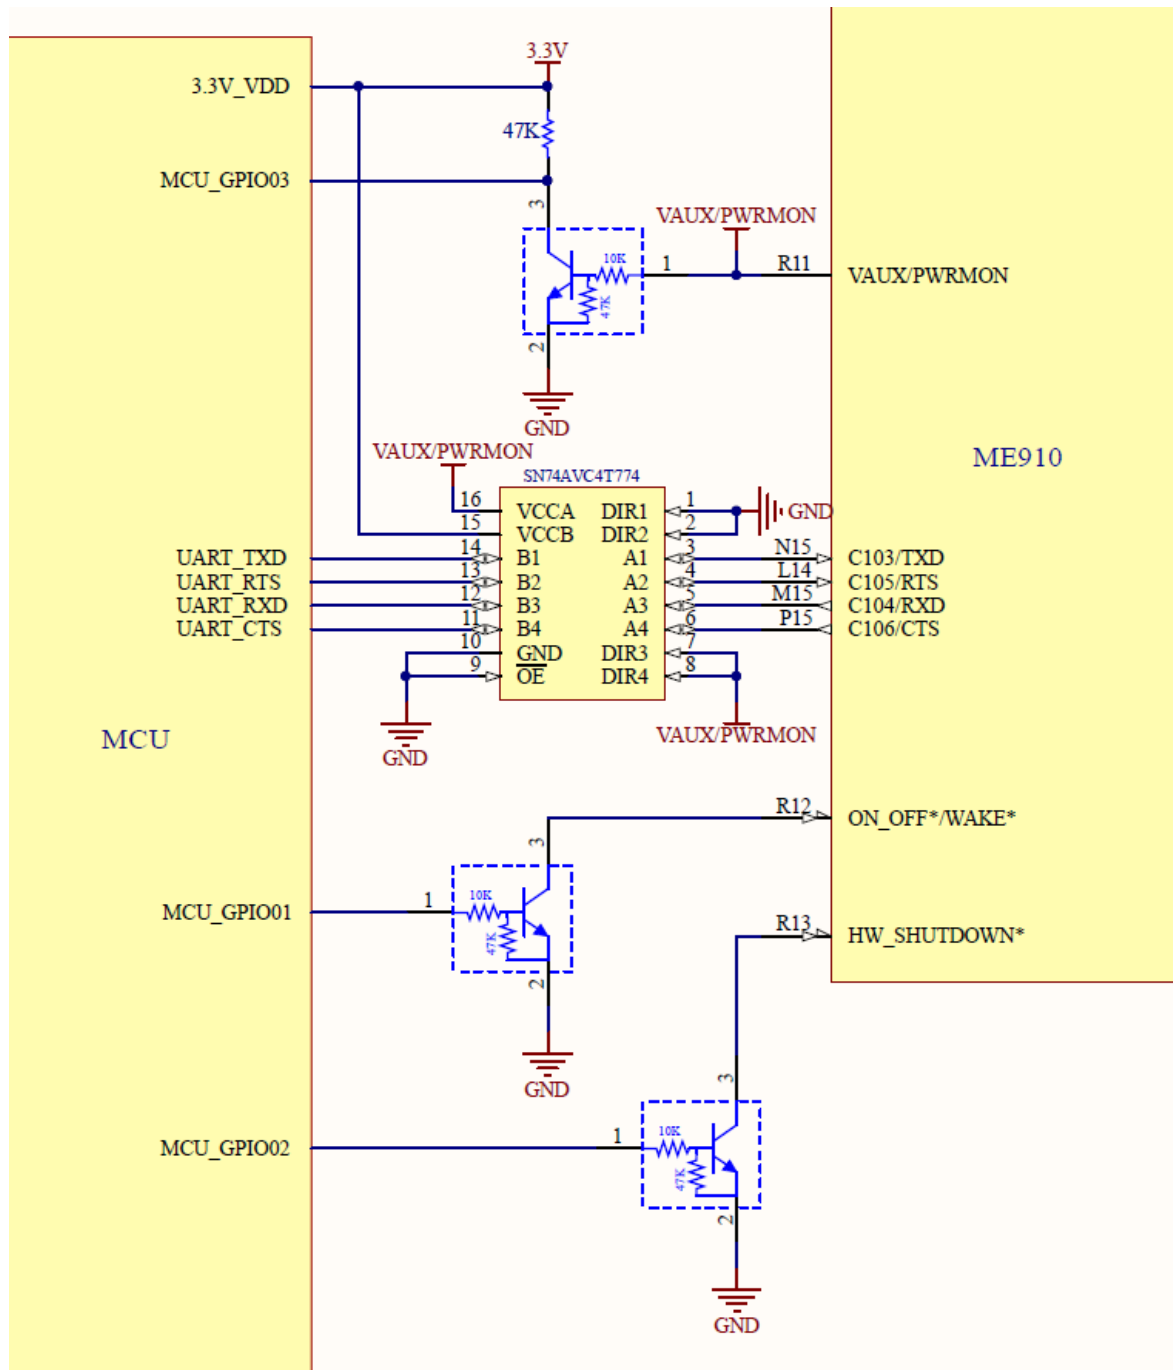 3.3V
3.3V_VDD
47K
MCU_GPIO03
3
VAUX/PWRMON
10K
47K
1
R11
VAUX/PWRMON
2
GND
VAUX/PWRMON
ME910
SN74AVC4T774
16 VCCA DIR1 1 GND
15 VCCB DIR2 2
UART_TXD 14 B1 A1 3 N15 C103/TXD
UART_RTS 13 B2 A2 4 L14 C105/RTS
UART_RXD 12 B3 A3 5 M15 C104/RXD
UART_CTS 11 B4 A4 6 P15 C106/CTS
10 GND DIR3 7
9 OE DIR4 8
GND
VAUX/PWRMON
MCU
R12 ON_OFF*/WAKE*
3
MCU_GPIO01
1
10K
47K
2
GND
R13 HW_SHUTDOWN*
3
MCU_GPIO02
1
10K
47K
2
GND